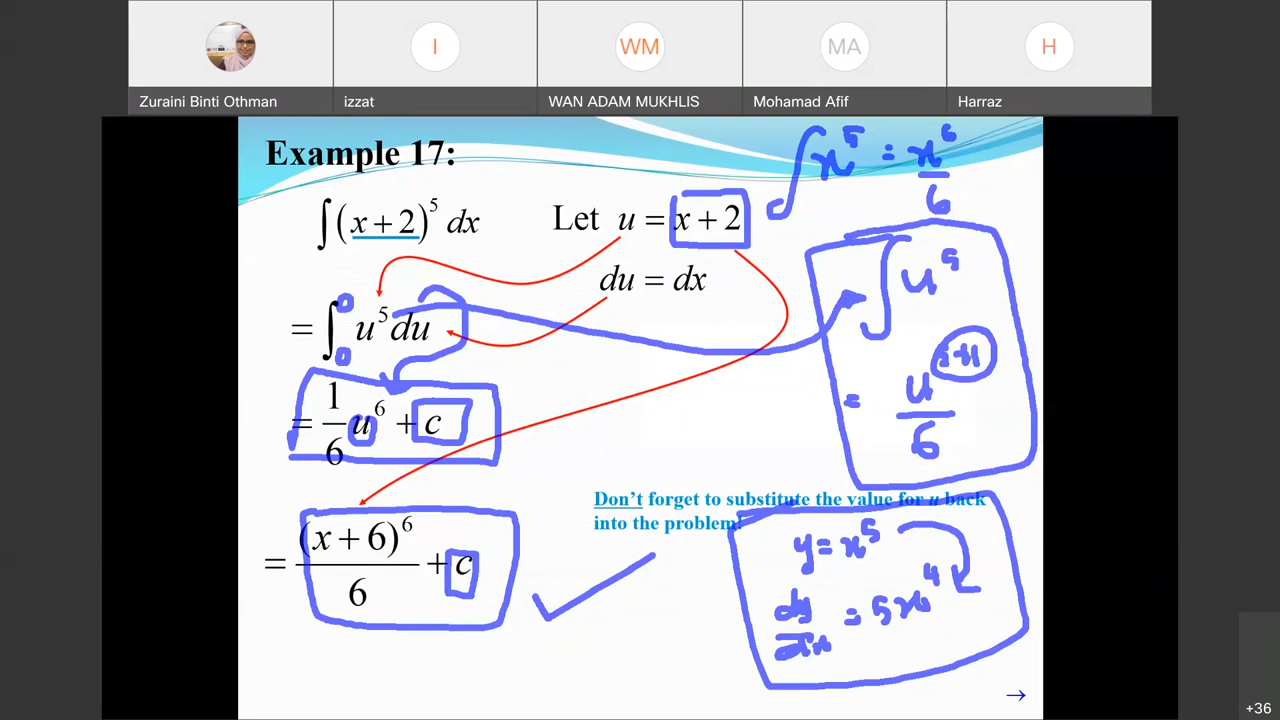 I WM MA H
Zuraini Binti Othman izzat WAN ADAM MUKHLIS Mohamad Afif Harraz
Example 17:
∫x⁵ = x⁶/6
∫(x + 2)⁵ dx Let u = x + 2
du = dx
∫u⁵
= ∫₀⁰ u⁵ du
= u⁵⁺¹/6
= 1/6 u⁶ + c
Don't forget to substitute the value for u back
into the problem!
= (x + 6)⁶/6 + c
y = x⁵
dy/dx = 5x⁴
→
+36